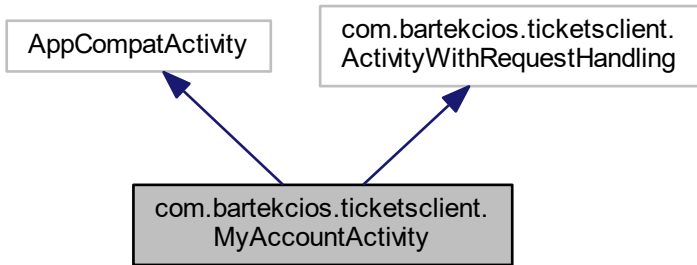 AppCompatActivity
com.bartekcios.ticketsclient.
ActivityWithRequestHandling
com.bartekcios.ticketsclient.
MyAccountActivity